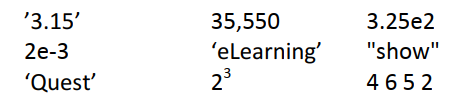 ’3.15’ 35,550 3.25e2
2e-3 ‘eLearning’ "show"
‘Quest’ 2³ 4 6 5 2